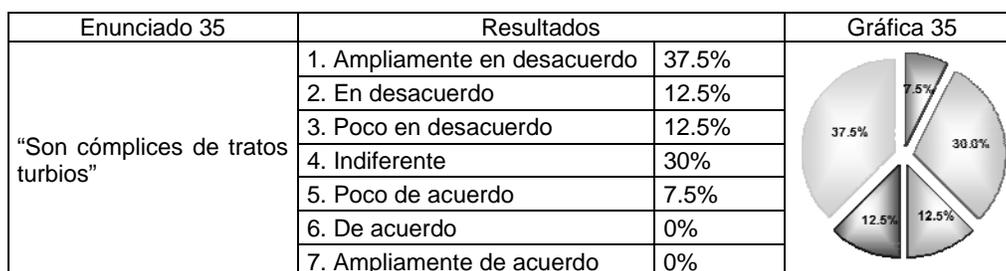 Enunciado 35 Resultados Gráfica 35
“Son cómplices de tratos
turbios”
1. Ampliamente en desacuerdo 37.5%
2. En desacuerdo 12.5%
3. Poco en desacuerdo 12.5%
4. Indiferente 30%
5. Poco de acuerdo 7.5%
6. De acuerdo 0%
7. Ampliamente de acuerdo 0%
7.5%
37.5%
30.0%
12.5%
12.5%